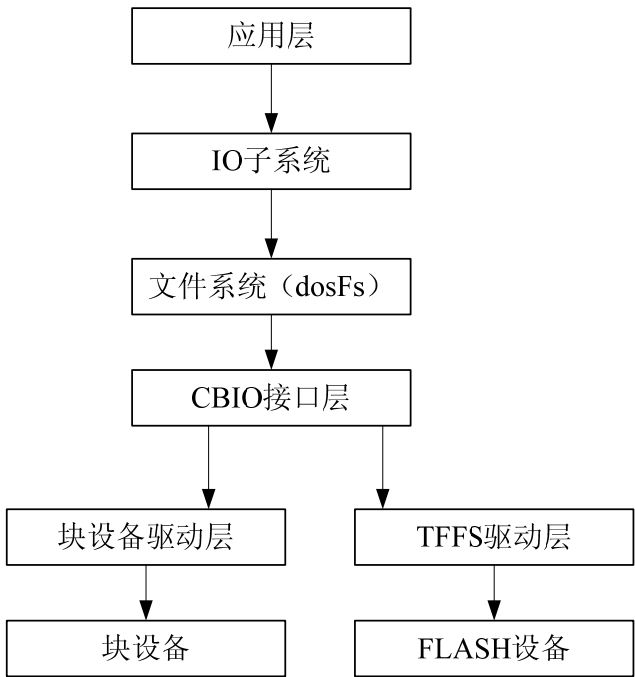 应用层
IO子系统
文件系统（dosFs）
CBIO接口层
块设备驱动层
TFFS驱动层
块设备
FLASH设备